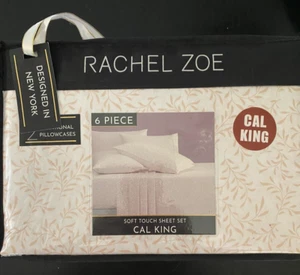 RACHEL ZOE
DESIGNED IN
NEW YORK
PILLOWCASES
CAL
KING
6 PIECE
SOFT TOUCH SHEET SET
CAL KING